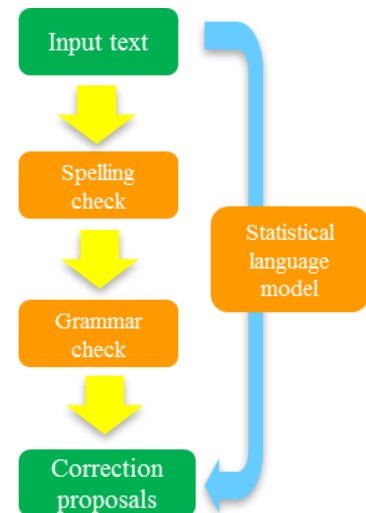 Input text
Spelling
check
Statistical
language
model
Grammar
check
Correction
proposals